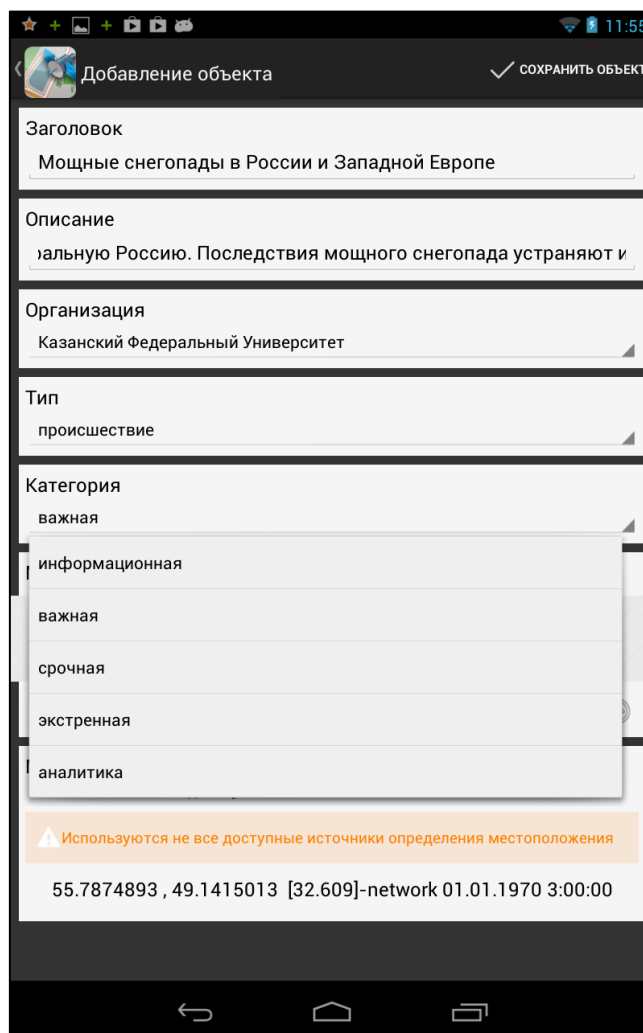 11:55
Добавление объекта
СОХРАНИТЬ ОБЪЕКТ
Заголовок
Мощные снегопады в России и Западной Европе
Описание
ральную Россию. Последствия мощного снегопада устраняют и
Организация
Казанский Федеральный Университет
Тип
происшествие
Категория
важная
информационная
важная
срочная
экстренная
аналитика
Используются не все доступные источники определения местоположения
55.7874893 , 49.1415013 [32.609]-network 01.01.1970 3:00:00